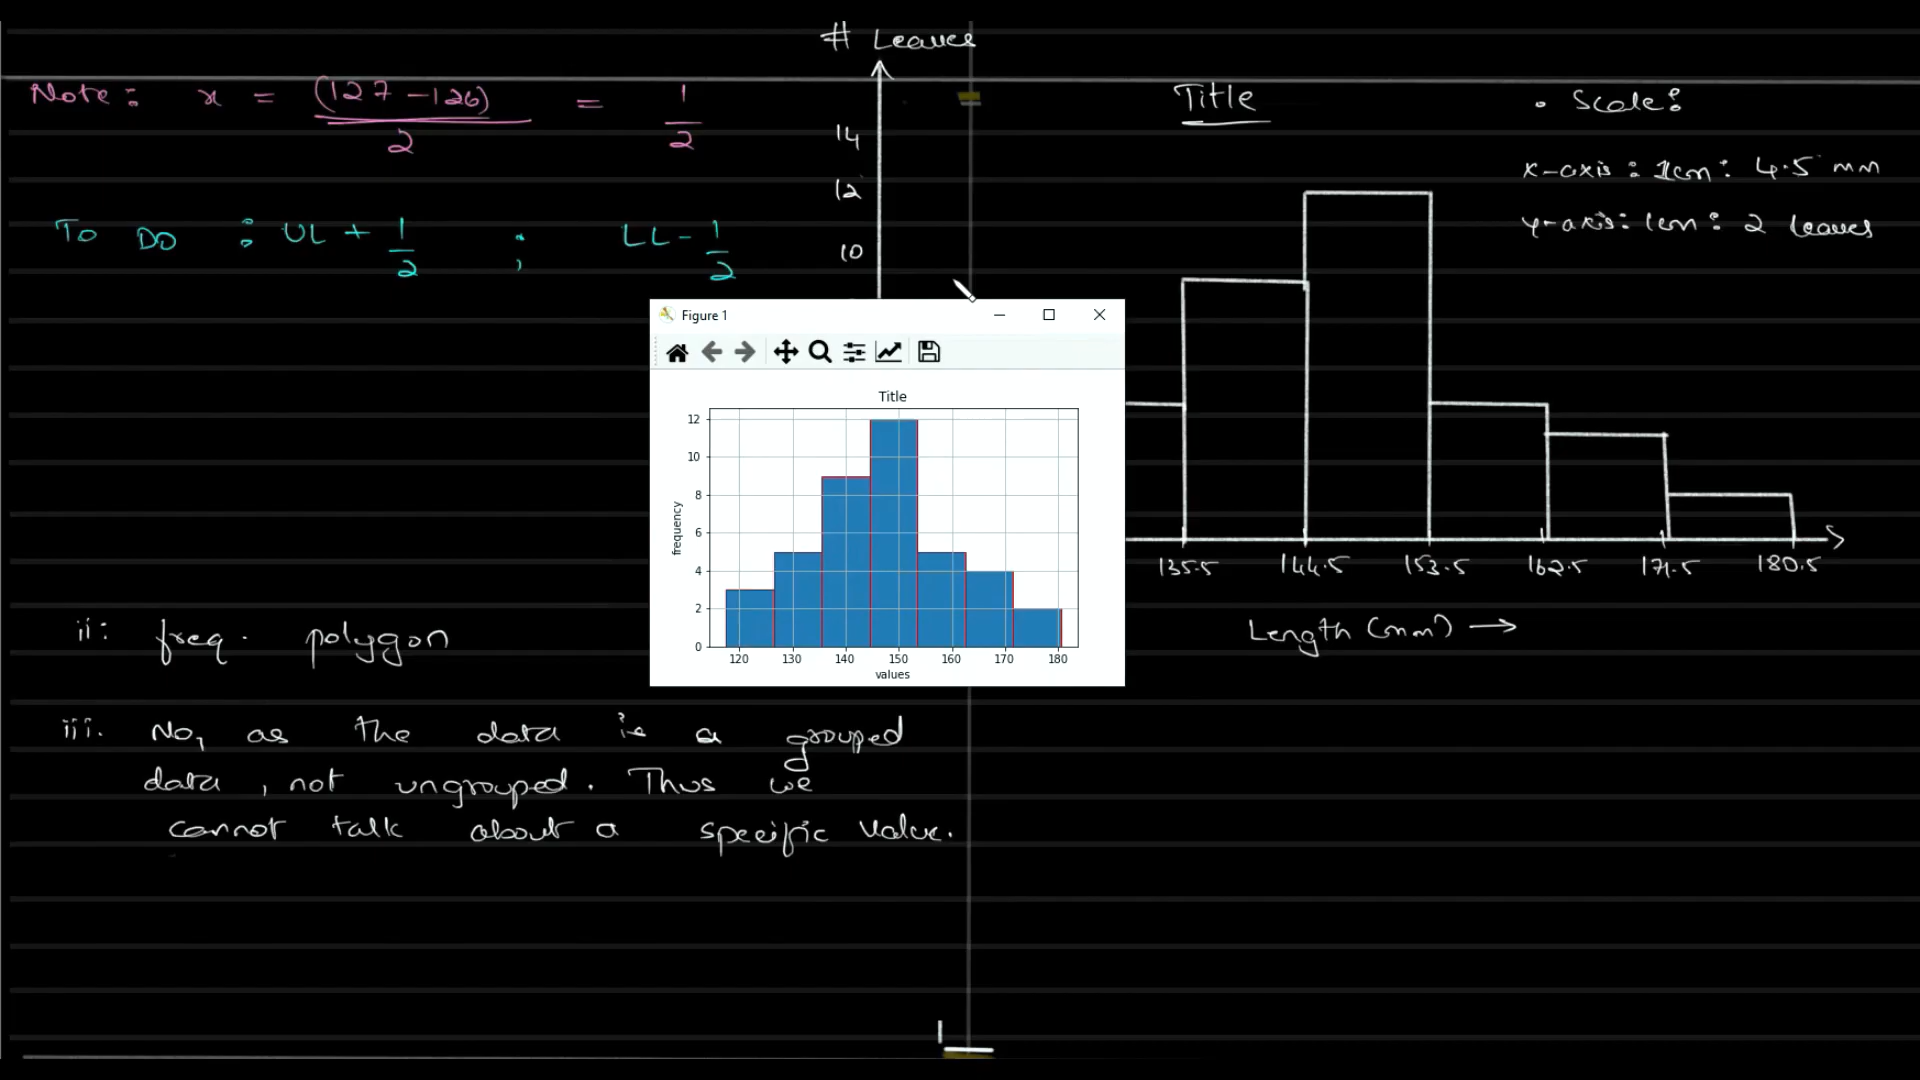 # Leaves
Note: x = (127 - 126) / 2 = 1/2
Title
• Scale:
14
x-axis: 1cm: 4.5 mm
12
y-axis: 1cm: 2 leaves
To DO : UL + 1/2 ; LL - 1/2
10
Figure 1
Title
12
10
8
6
4
2
0
frequency
120 130 140 150 160 170 180
values
135.5 144.5 153.5 162.5 171.5 180.5
Length (mm) →
ii: freq. polygon
iii. No, as the data is a grouped
data, not ungrouped. Thus we
cannot talk about a specific value.